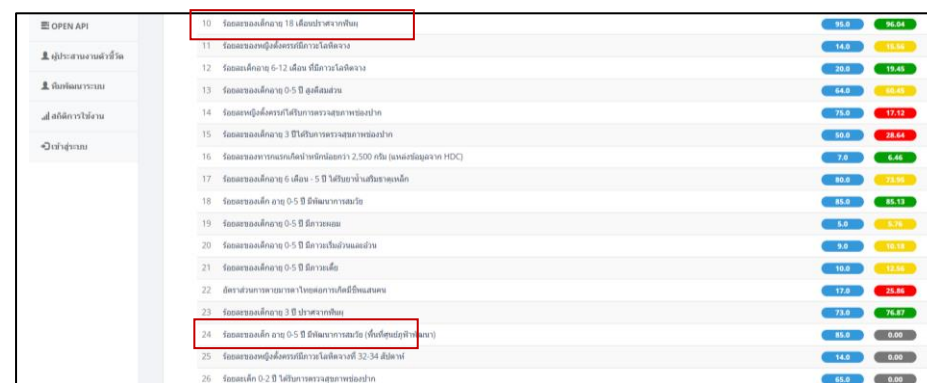 OPEN API
ผู้ประสานงานตัวชี้วัด
ทีมพัฒนาระบบ
สถิติการใช้งาน
เข้าสู่ระบบ
10 ร้อยละของเด็กอายุ 18 เดือนปราศจากฟันผุ 95.0 96.04
11 ร้อยละของหญิงตั้งครรภ์มีภาวะโลหิตจาง 14.0
12 ร้อยละเด็กอายุ 6-12 เดือน ที่มีภาวะโลหิตจาง 20.0 19.45
13 ร้อยละของเด็กอายุ 0-5 ปี สูงดีสมส่วน 64.0
14 ร้อยละหญิงตั้งครรภ์ได้รับการตรวจสุขภาพช่องปาก 75.0 17.12
15 ร้อยละของเด็กอายุ 3 ปีได้รับการตรวจสุขภาพช่องปาก 50.0 28.64
16 ร้อยละของทารกแรกเกิดน้ำหนักน้อยกว่า 2,500 กรัม (แหล่งข้อมูลจาก HDC) 7.0 6.46
17 ร้อยละของเด็กอายุ 6 เดือน - 5 ปี ได้รับยาน้ำเสริมธาตุเหล็ก 80.0
18 ร้อยละของเด็ก อายุ 0-5 ปี มีพัฒนาการสมวัย 85.0 85.13
19 ร้อยละของเด็กอายุ 0-5 ปี มีภาวะผอม 5.0 5.76
20 ร้อยละของเด็กอายุ 0-5 ปี มีภาวะเริ่มอ้วนและอ้วน 9.0
21 ร้อยละของเด็กอายุ 0-5 ปี มีภาวะเตี้ย 10.0
22 อัตราส่วนการตายมารดาไทยต่อการเกิดมีชีพแสนคน 17.0 25.86
23 ร้อยละของเด็กอายุ 3 ปี ปราศจากฟันผุ 73.0 76.87
24 ร้อยละของเด็ก อายุ 0-5 ปี มีพัฒนาการสมวัย (พื้นที่ศูนย์ภูฟ้าพัฒนา) 85.0 0.00
25 ร้อยละของหญิงตั้งครรภ์มีภาวะโลหิตจางที่ 32-34 สัปดาห์ 14.0 0.00
26 ร้อยละเด็ก 0-2 ปี ได้รับการตรวจสุขภาพช่องปาก 65.0 0.00